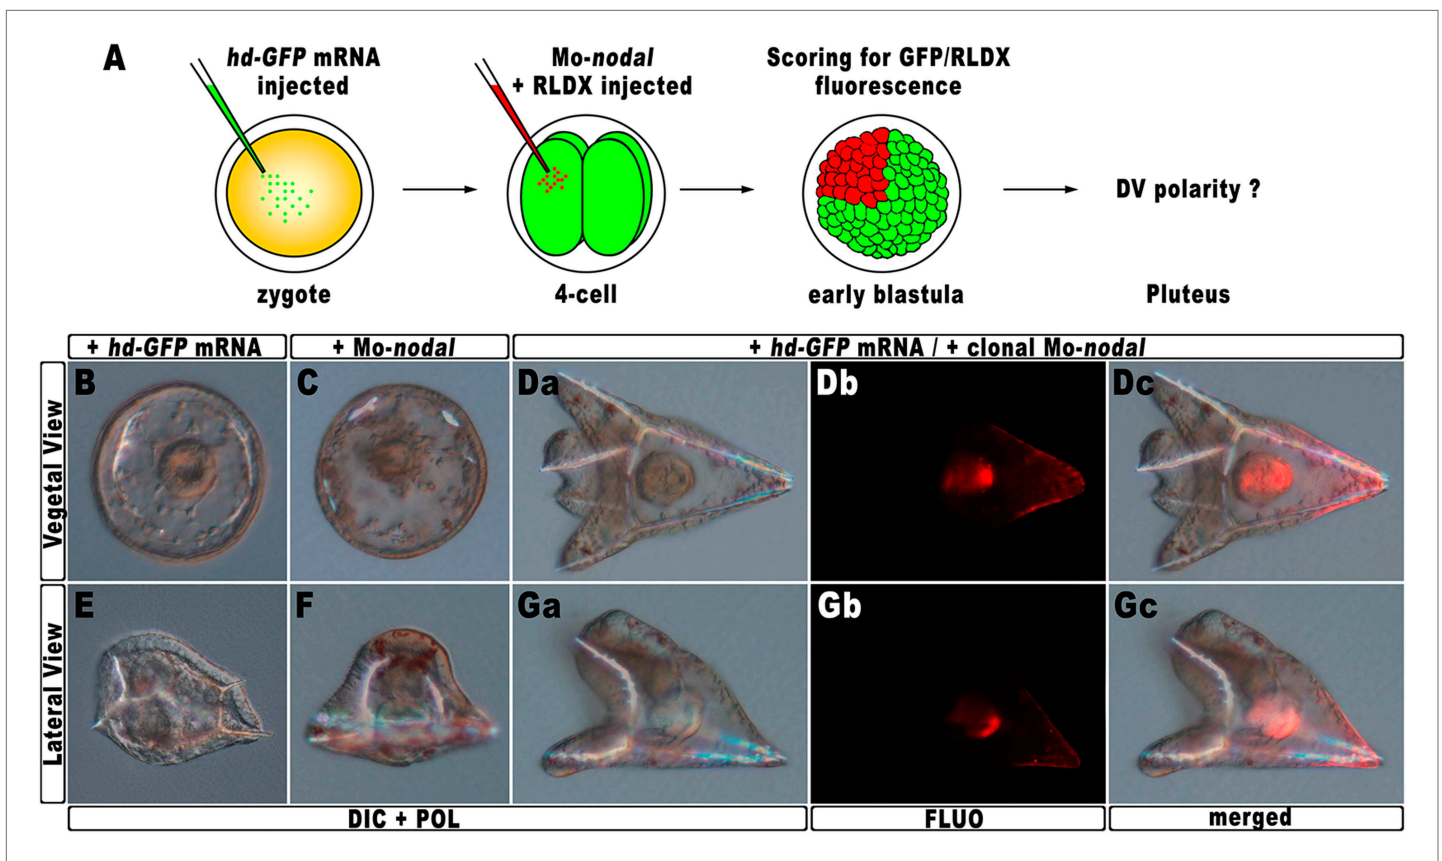 A
hd-GFP mRNA
injected
Mo-nodal
+ RLDX injected
Scoring for GFP/RLDX
fluorescence
DV polarity ?
zygote
4-cell
early blastula
Pluteus
+ hd-GFP mRNA
+ Mo-nodal
+ hd-GFP mRNA / + clonal Mo-nodal
Vegetal View
B
C
Da
Db
Dc
Lateral View
E
F
Ga
Gb
Gc
DIC + POL
FLUO
merged